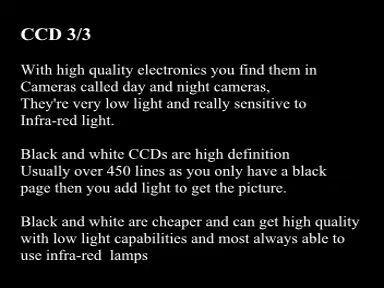 CCD 3/3
With high quality electronics you find them in
Cameras called day and night cameras,
They're very low light and really sensitive to
Infra-red light.
Black and white CCDs are high definition
Usually over 450 lines as you only have a black
page then you add light to get the picture.
Black and white are cheaper and can get high quality
with low light capabilities and most always able to
use infra-red lamps